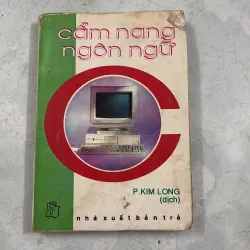 cẩm nang
ngôn ngữ
C
P.KIM LONG
(dịch)
nhà xuất bản trẻ